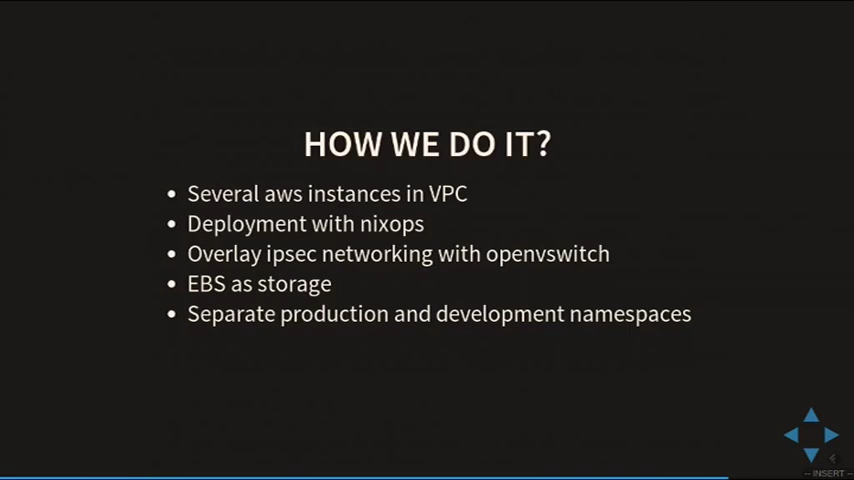 HOW WE DO IT?
• Several aws instances in VPC
• Deployment with nixops
• Overlay ipsec networking with openvswitch
• EBS as storage
• Separate production and development namespaces
-- INSERT --